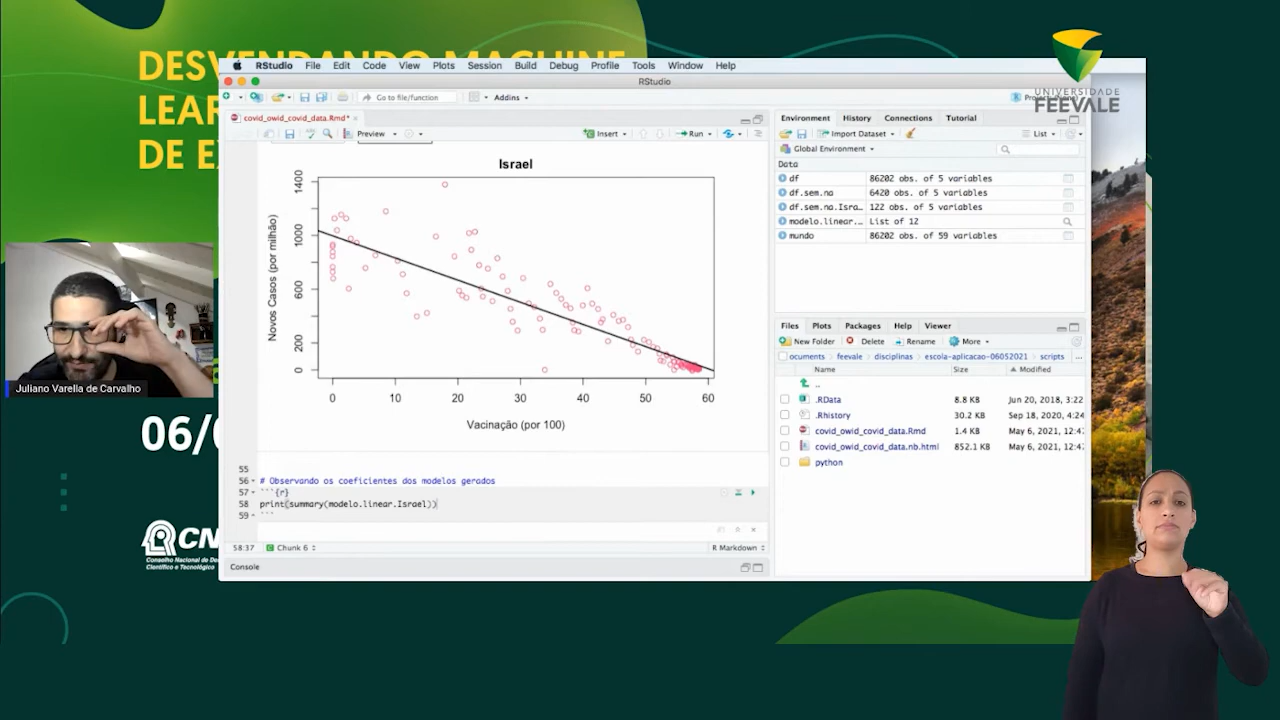 DESVENDANDO MACHINE
LEAR
DE E
06/0
CN
Conselho Nacional de De
Científico e Tecnológico
Juliano Varella de Carvalho
UNIVERSIDADE
FEEVALE
RStudio File Edit Code View Plots Session Build Debug Profile Tools Window Help
RStudio
Go to file/function Addins
covid_owid_covid_data.Rmd*
Preview Insert Run
Israel
1400
1000
600
200
0
Novos Casos (por milhão)
0 10 20 30 40 50 60
Vacinação (por 100)
55
56 # Observando os coeficientes dos modelos gerados
57 ```{r}
58 print(summary(modelo.linear.Israel))
59 ```
58:37 Chunk 6 R Markdown
Console
Environment History Connections Tutorial
Import Dataset List
Global Environment
Data
df 86202 obs. of 5 variables
df.sem.na 6420 obs. of 5 variables
df.sem.na.Isra… 122 obs. of 5 variables
modelo.linear.… List of 12
mundo 86202 obs. of 59 variables
Files Plots Packages Help Viewer
New Folder Delete Rename More
ocuments feevale disciplinas escola-aplicacao-06052021 scripts ...
Name Size Modified
..
.RData 8.8 KB Jun 20, 2018, 3:22
.Rhistory 30.2 KB Sep 18, 2020, 4:24
covid_owid_covid_data.Rmd 1.4 KB May 6, 2021, 12:4
covid_owid_covid_data.nb.html 852.1 KB May 6, 2021, 12:4
python